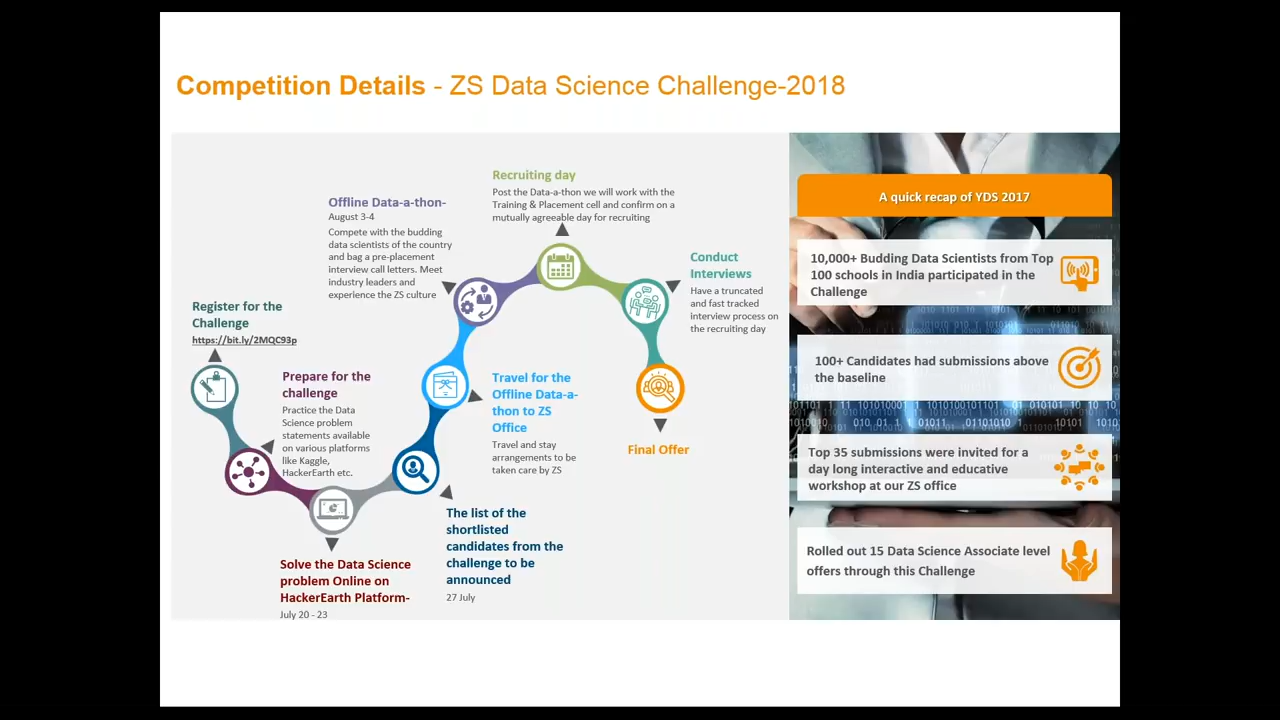 Competition Details - ZS Data Science Challenge-2018
Register for the
Challenge
https://bit.ly/2MQC93p
Prepare for the
challenge
Practice the Data
Science problem
statements available
on various platforms
like Kaggle,
HackerEarth etc.
Solve the Data Science
problem Online on
HackerEarth Platform-
July 20 - 23
The list of the
shortlisted
candidates from the
challenge to be
announced
27 July
Travel for the
Offline Data-a-
thon to ZS
Office
Travel and stay
arrangements to be
taken care by ZS
Offline Data-a-thon-
August 3-4
Compete with the budding
data scientists of the country
and bag a pre-placement
interview call letters. Meet
industry leaders and
experience the ZS culture
Recruiting day
Post the Data-a-thon we will work with the
Training & Placement cell and confirm on a
mutually agreeable day for recruiting
Conduct
Interviews
Have a truncated
and fast tracked
interview process on
the recruiting day
Final Offer
A quick recap of YDS 2017
10,000+ Budding Data Scientists from Top
100 schools in India participated in the
Challenge
100+ Candidates had submissions above
the baseline
Top 35 submissions were invited for a
day long interactive and educative
workshop at our ZS office
Rolled out 15 Data Science Associate level
offers through this Challenge